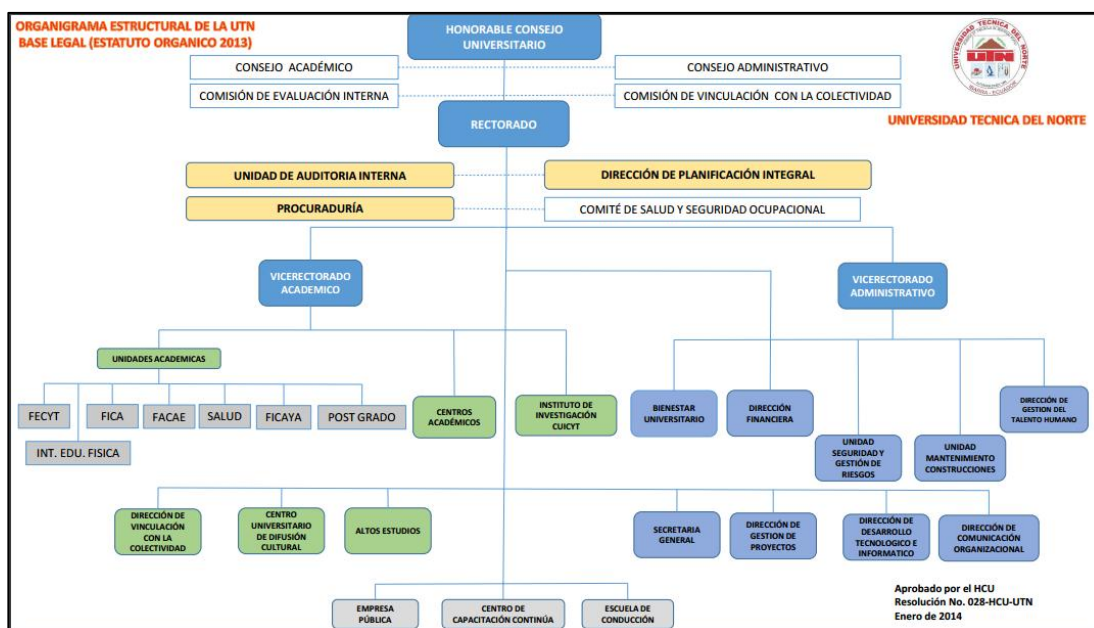 ORGANIGRAMA ESTRUCTURAL DE LA UTN
BASE LEGAL (ESTATUTO ORGANICO 2013)
HONORABLE CONSEJO
UNIVERSITARIO
CONSEJO ACADÉMICO
CONSEJO ADMINISTRATIVO
COMISIÓN DE EVALUACIÓN INTERNA
COMISIÓN DE VINCULACIÓN CON LA COLECTIVIDAD
UNIVERSIDAD TECNICA DEL NORTE
UTN
IBARRA - ECUADOR
UNIVERSIDAD TECNICA DEL NORTE
RECTORADO
UNIDAD DE AUDITORIA INTERNA
DIRECCIÓN DE PLANIFICACIÓN INTEGRAL
PROCURADURÍA
COMITÉ DE SALUD Y SEGURIDAD OCUPACIONAL
VICERECTORADO
ACADEMICO
VICERECTORADO
ADMINISTRATIVO
UNIDADES ACADEMICAS
FECYT
FICA
FACAE
SALUD
FICAYA
POST GRADO
INT. EDU. FISICA
CENTROS
ACADÉMICOS
INSTITUTO DE
INVESTIGACIÓN
CUICYT
BIENESTAR
UNIVERSITARIO
DIRECCIÓN
FINANCIERA
UNIDAD
SEGURIDAD Y
GESTIÓN DE
RIESGOS
UNIDAD
MANTENIMIENTO
CONSTRUCCIONES
DIRECCIÓN DE
GESTION DEL
TALENTO HUMANO
DIRECCIÓN DE
VINCULACIÓN
CON LA
COLECTIVIDAD
CENTRO
UNIVERSITARIO
DE DIFUSIÓN
CULTURAL
ALTOS ESTUDIOS
SECRETARIA
GENERAL
DIRECCIÓN DE
GESTION DE
PROYECTOS
DIRECCIÓN DE
DESARROLLO
TECNOLOGICO E
INFORMATICO
DIRECCIÓN DE
COMUNICACIÓN
ORGANIZACIONAL
EMPRESA
PÚBLICA
CENTRO DE
CAPACITACIÓN CONTINÚA
ESCUELA DE
CONDUCCIÓN
Aprobado por el HCU
Resolución No. 028-HCU-UTN
Enero de 2014